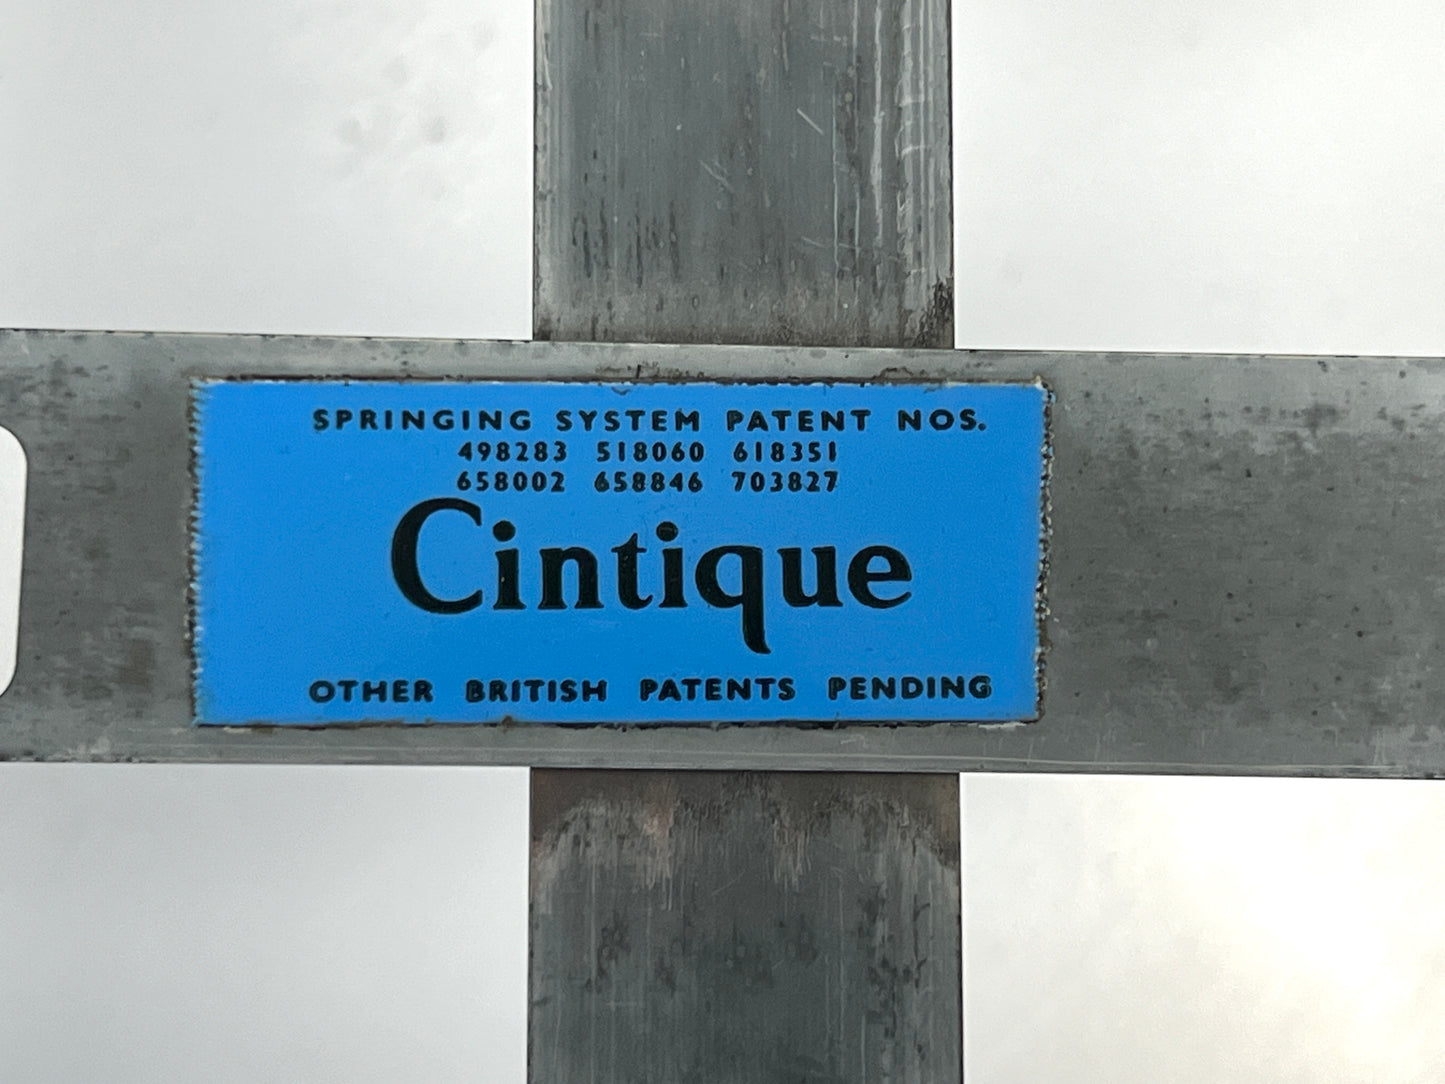 SPRINGING SYSTEM PATENT NOS.
498283 518060 618351
658002 658846 703827
Cintique
OTHER BRITISH PATENTS PENDING